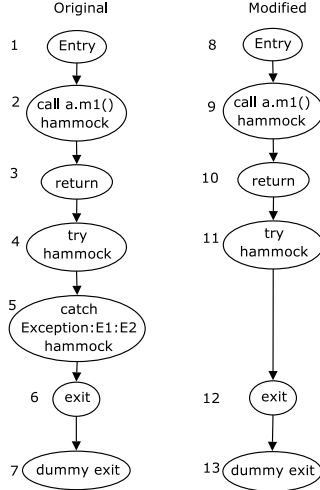 Original
1 Entry
2 call a.m1()
hammock
3 return
4 try
hammock
5 catch
Exception:E1:E2
hammock
6 exit
7 dummy exit
Modified
8 Entry
9 call a.m1()
hammock
10 return
11 try
hammock
12 exit
13 dummy exit